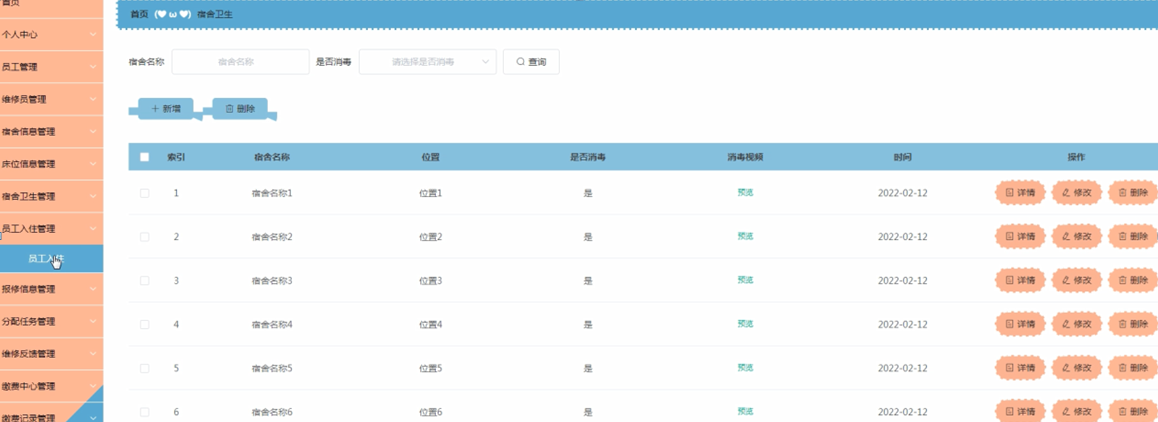 首页
个人中心
员工管理
维修员管理
宿舍信息管理
床位信息管理
宿舍卫生管理
员工入住管理
员工入住
报修信息管理
分配任务管理
维修反馈管理
缴费中心管理
缴费记录管理
首页 (♥ω♥) 宿舍卫生
宿舍名称 宿舍名称 是否消毒 请选择是否消毒 查询
新增 删除
索引 宿舍名称 位置 是否消毒 消毒视频 时间 操作
1 宿舍名称1 位置1 是 预览 2022-02-12 详情 修改 删除
2 宿舍名称2 位置2 是 预览 2022-02-12 详情 修改 删除
3 宿舍名称3 位置3 是 预览 2022-02-12 详情 修改 删除
4 宿舍名称4 位置4 是 预览 2022-02-12 详情 修改 删除
5 宿舍名称5 位置5 是 预览 2022-02-12 详情 修改 删除
6 宿舍名称6 位置6 是 预览 2022-02-12 详情 修改 删除